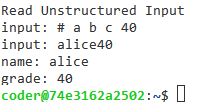 Read Unstructured Input
input: # a b c 40
input: alice40
name: alice
grade: 40
coder@74e3162a2502:~$